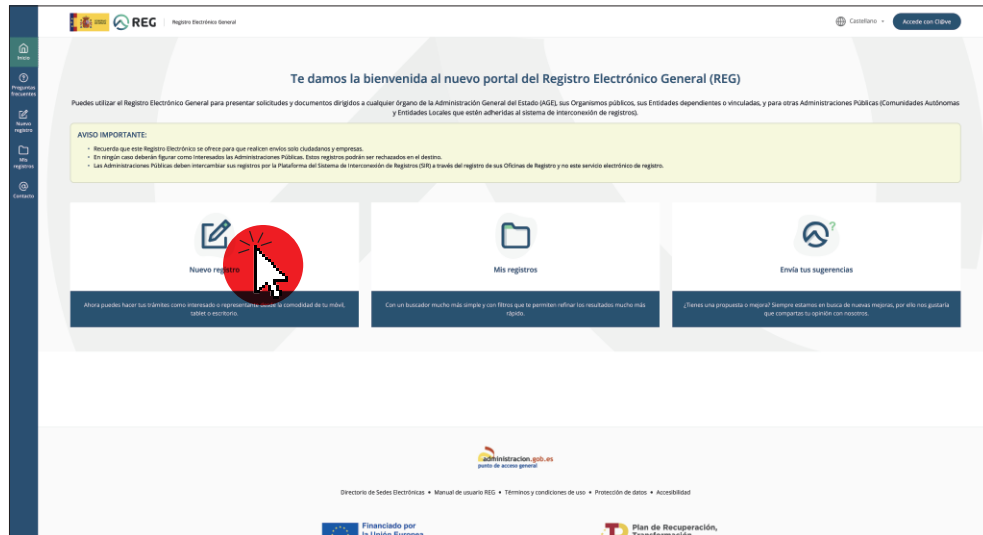 REG
Registro Electrónico General
Castellano
Accede con Cl@ve
Inicio
Preguntas
frecuentes
Nuevo
registro
Mis
registros
Contacto
Te damos la bienvenida al nuevo portal del Registro Electrónico General (REG)
Puedes utilizar el Registro Electrónico General para presentar solicitudes y documentos dirigidos a cualquier órgano de la Administración General del Estado (AGE), sus Organismos públicos, sus Entidades dependientes o vinculadas, y para otras Administraciones Públicas (Comunidades Autónomas
y Entidades Locales que estén adheridas al sistema de interconexión de registros).
AVISO IMPORTANTE:
• Recuerda que este Registro Electrónico se ofrece para que realicen envíos solo ciudadanos y empresas.
• En ningún caso deberán figurar como interesados las Administraciones Públicas. Estos registros podrán ser rechazados en el destino.
• Las Administraciones Públicas deben intercambiar sus registros por la Plataforma del Sistema de Interconexión de Registros (SIR) a través del registro de sus Oficinas de Registro y no este servicio electrónico de registro.
Nuevo registro
Mis registros
Envía tus sugerencias
Ahora puedes hacer tus trámites como interesado o representante desde la comodidad de tu móvil,
tablet o escritorio.
Con un buscador mucho más simple y con filtros que te permiten refinar los resultados mucho más
rápido.
¿Tienes una propuesta o mejora? Siempre estamos en busca de nuevas mejoras, por ello nos gustaría
que compartas tu opinión con nosotros.
administracion.gob.es
punto de acceso general
Directorio de Sedes Electrónicas • Manual de usuario REG • Términos y condiciones de uso • Protección de datos • Accesibilidad
Financiado por
la Unión Europea
Plan de Recuperación,
Transformación